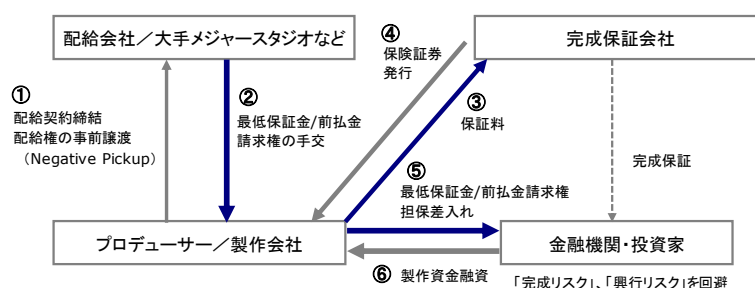 配給会社／大手メジャースタジオなど
完成保証会社
④
保険証券
発行
①
配給契約締結
配給権の事前譲渡
（Negative Pickup）
②
最低保証金/前払金
請求権の手交
③
保証料
完成保証
⑤
最低保証金/前払金請求権
担保差入れ
プロデューサー／製作会社
金融機関・投資家
⑥ 製作資金融資
「完成リスク」、「興行リスク」を回避